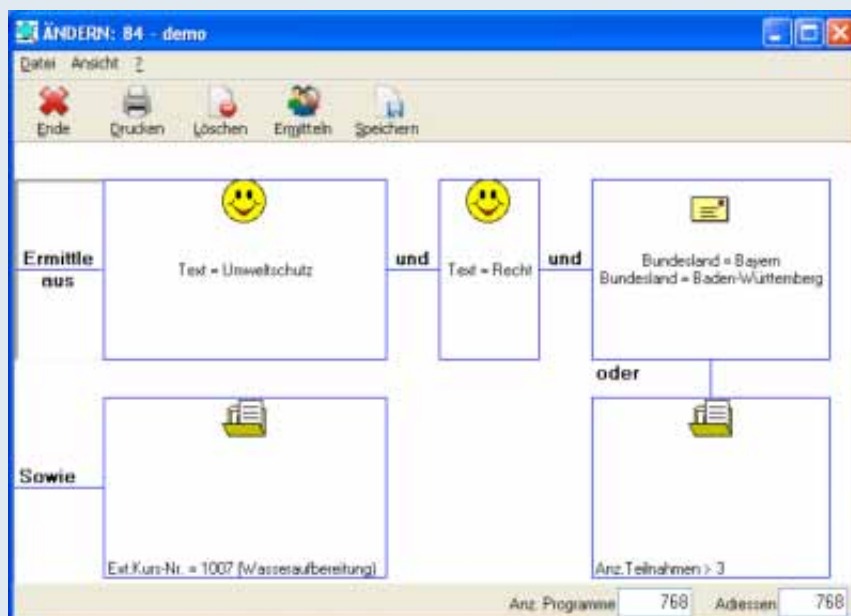 ÄNDERN: 84 - demo
Datei Ansicht ?
Ende Drucken Löschen Ermitteln Speichern
Ermittle aus
Text = Umweltschutz
und
Text = Recht
und
Bundesland = Bayern
Bundesland = Baden-Württemberg
oder
Sowie
Ext.Kurs-Nr. = 1007 (Wasseraufbereitung)
Anz.Teilnahmen > 3
Anz. Programme 768 Adressen 768